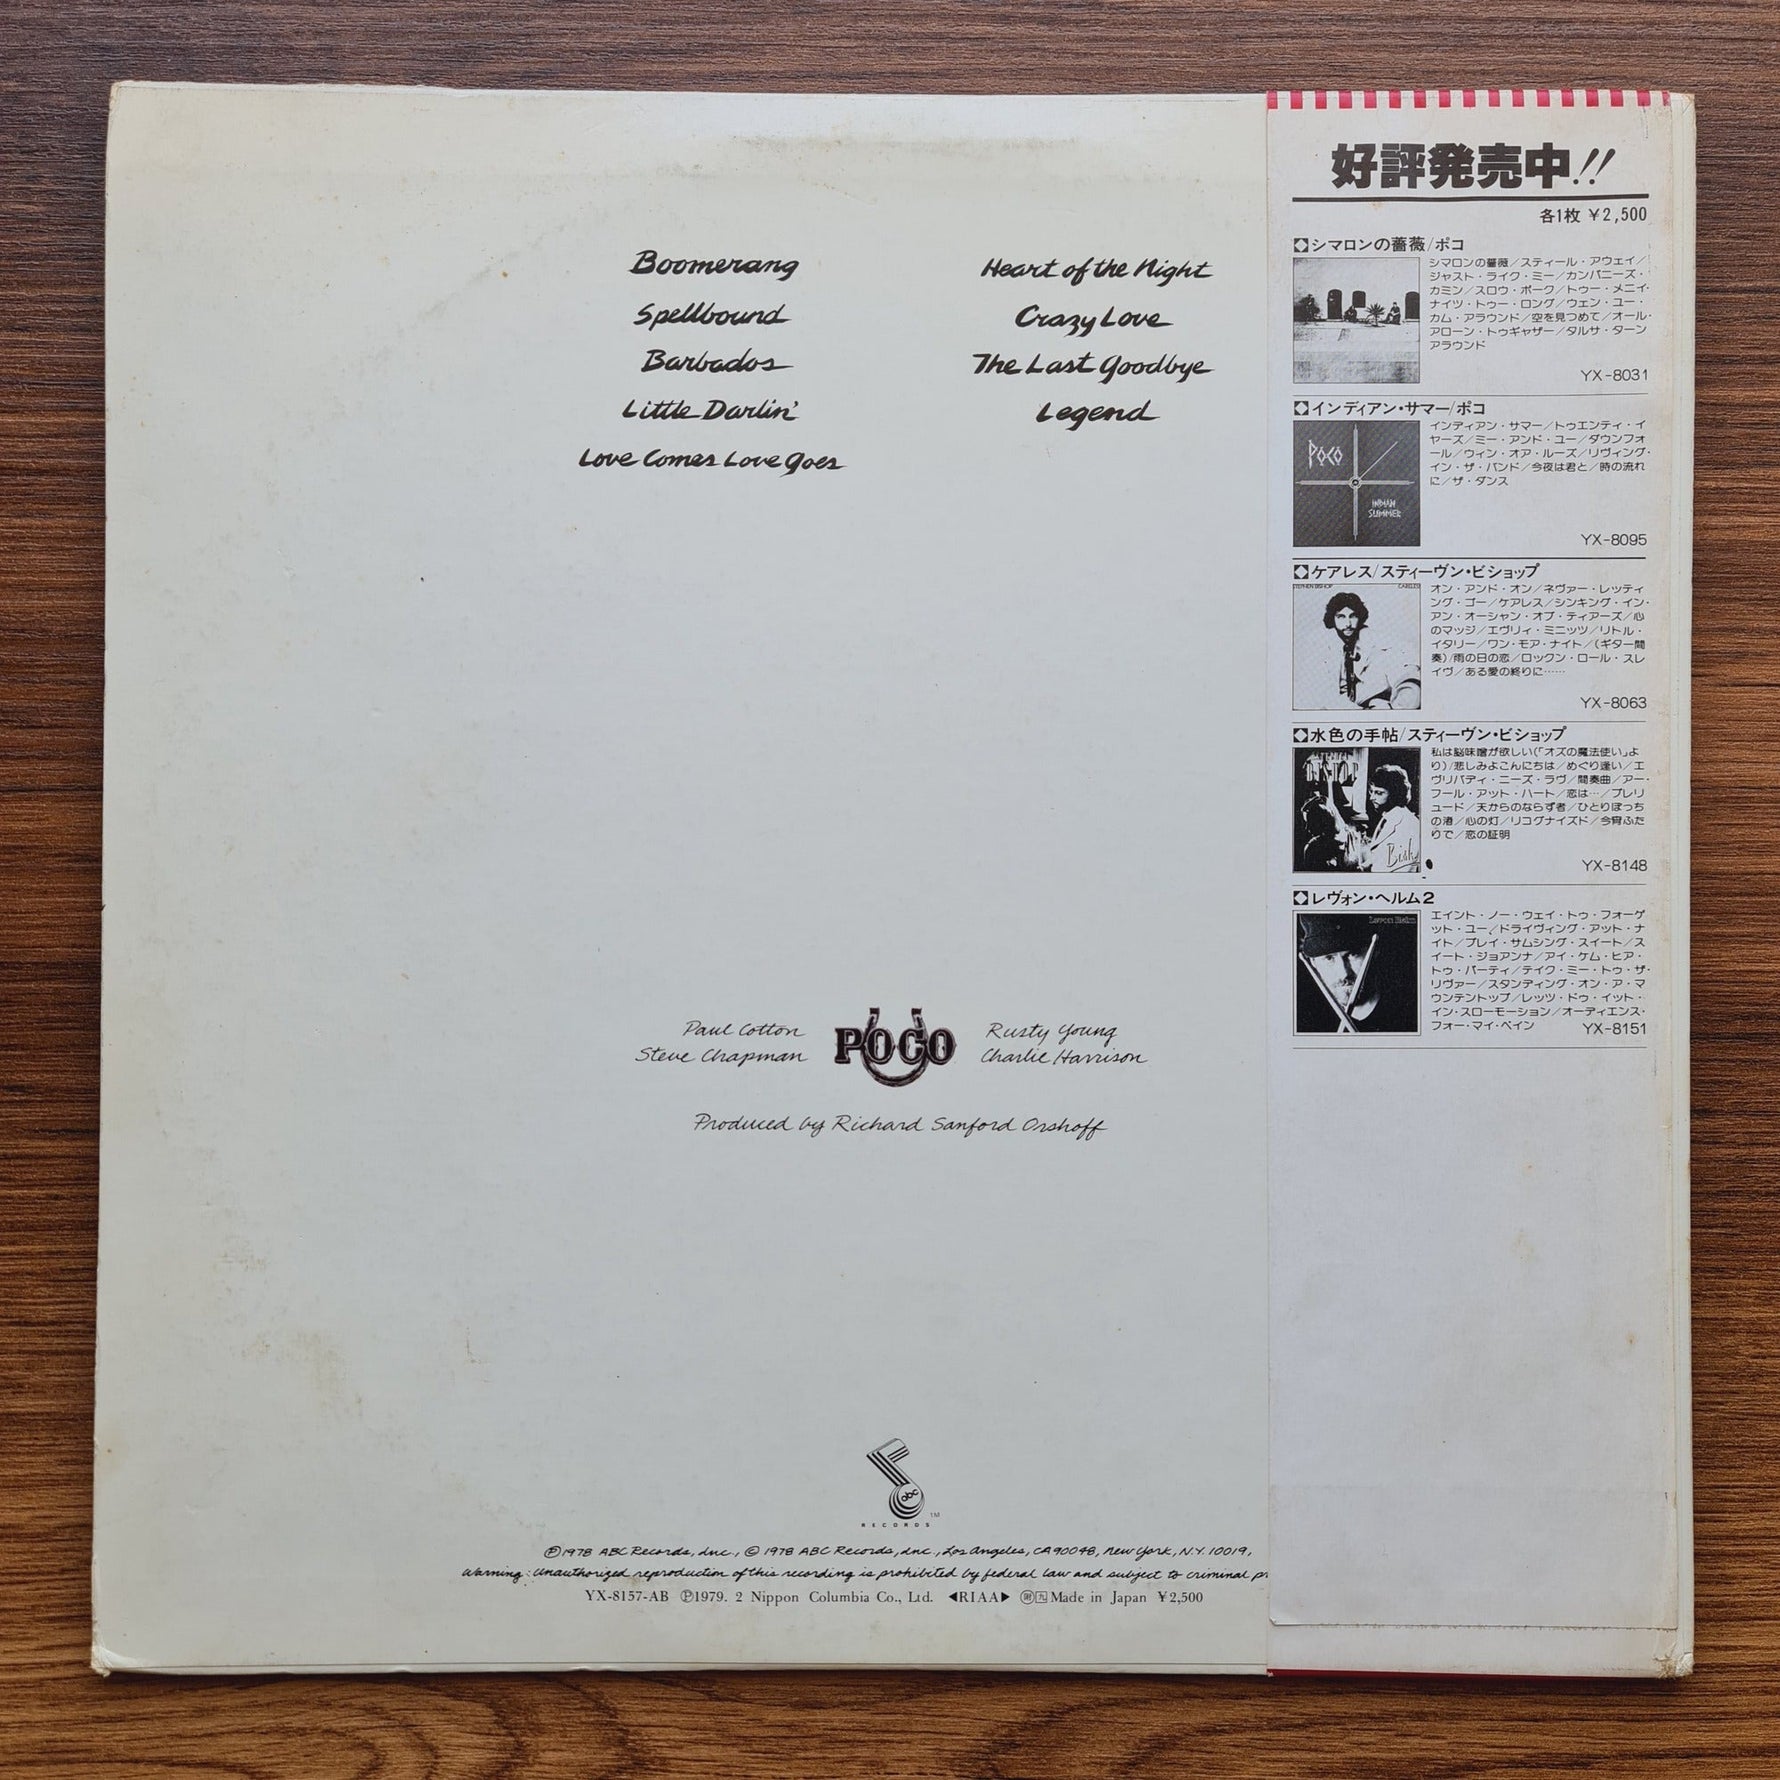 Boomerang
Spellbound
Barbados
Little Darlin'
Love Comes Love Goes
Heart of the Night
Crazy Love
The Last Goodbye
Legend
Paul Cotton
Steve Chapman
POCO
Rusty Young
Charlie Harrison
Produced by Richard Sanford Orshoff
abc
RECORDS
TM
Ⓟ1978 ABC Records, Inc., © 1978 ABC Records, Inc., Los Angeles, CA 90048, New York, N.Y. 10019,
Warning: Unauthorized reproduction of this recording is prohibited by federal law and subject to criminal pr
YX-8157-AB Ⓟ1979. 2 Nippon Columbia Co., Ltd. ◀RIAA▶ Made in Japan ¥2,500
好評発売中!!
各1枚 ¥2,500
シマロンの薔薇/ポコ
シマロンの薔薇/スティール・アウェイ/
ジャスト・ライク・ミー/カンパニーズ・
カミン/スロウ・ポーク/トゥー・メニイ・
ナイツ・トゥー・ロング/ウェン・ユー・
カム・アラウンド/空を見つめて/オール・
アローン・トゥギャザー/タルサ・ターン
アラウンド
YX-8031
インディアン・サマー/ポコ
POCO
INDIAN
SUMMER
インディアン・サマー/トゥエンティ・イ
ヤーズ/ミー・アンド・ユー/ダウンフォ
ール/ウィン・オア・ルーズ/リヴィング・
イン・ザ・バンド/今夜は君と/時の流れ
に/ザ・ダンス
YX-8095
ケアレス/スティーヴン・ビショップ
STEPHEN BISHOP
CARELESS
オン・アンド・オン/ネヴァー・レッティ
ング・ゴー/ケアレス/シンキング・イン・
アン・オーシャン・オブ・ティアーズ/心
のマッジ/エヴリィ・ミニッツ/リトル・
イタリー/ワン・モア・ナイト/(ギター間
奏)/雨の日の恋/ロックン・ロール・スレ
イヴ/ある愛の終りに……
YX-8063
水色の手帖/スティーヴン・ビショップ
BISHOP
Bish
私は脳味噌が欲しい(「オズの魔法使い」よ
り)/悲しみよこんにちは/めぐり逢い/エ
ヴリバディ・ニーズ・ラヴ/間奏曲/アー・
フール・アット・ハート/恋は…/プレリ
ュード/天からのならず者/ひとりぼっち
の渚/心の灯/リコグナイズド/今宵ふた
りで/恋の証明
YX-8148
レヴォン・ヘルム2
Levon Helm
エイント・ノー・ウェイ・トゥ・フォーゲ
ット・ユー/ドライヴィング・アット・ナ
イト/プレイ・サムシング・スイート/ス
イート・ジョアンナ/アイ・ケム・ヒア・
トゥ・パーティ/テイク・ミー・トゥ・ザ・
リヴァー/スタンディング・オン・ア・マ
ウンテントップ/レッツ・ドゥ・イット・
イン・スローモーション/オーディエンス・
フォー・マイ・ペイン
YX-8151